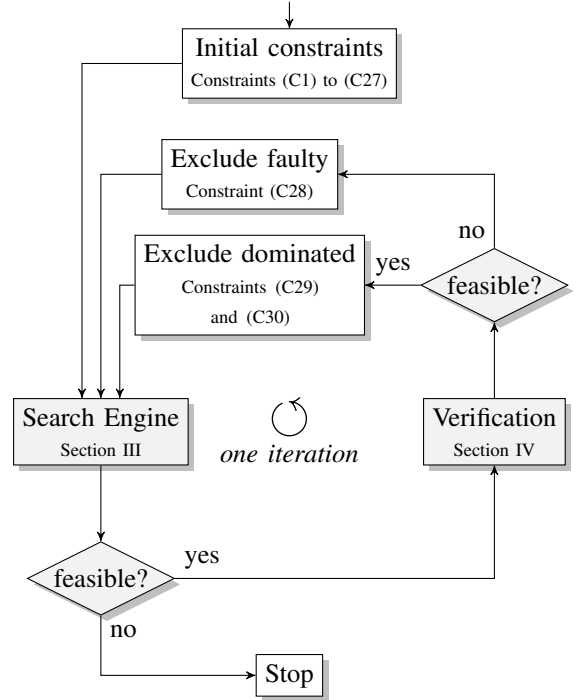 Initial constraints
Constraints (C1) to (C27)
Exclude faulty
Constraint (C28)
no
Exclude dominated
Constraints (C29)
and (C30)
yes
feasible?
Search Engine
Section III
one iteration
Verification
Section IV
feasible?
yes
no
Stop